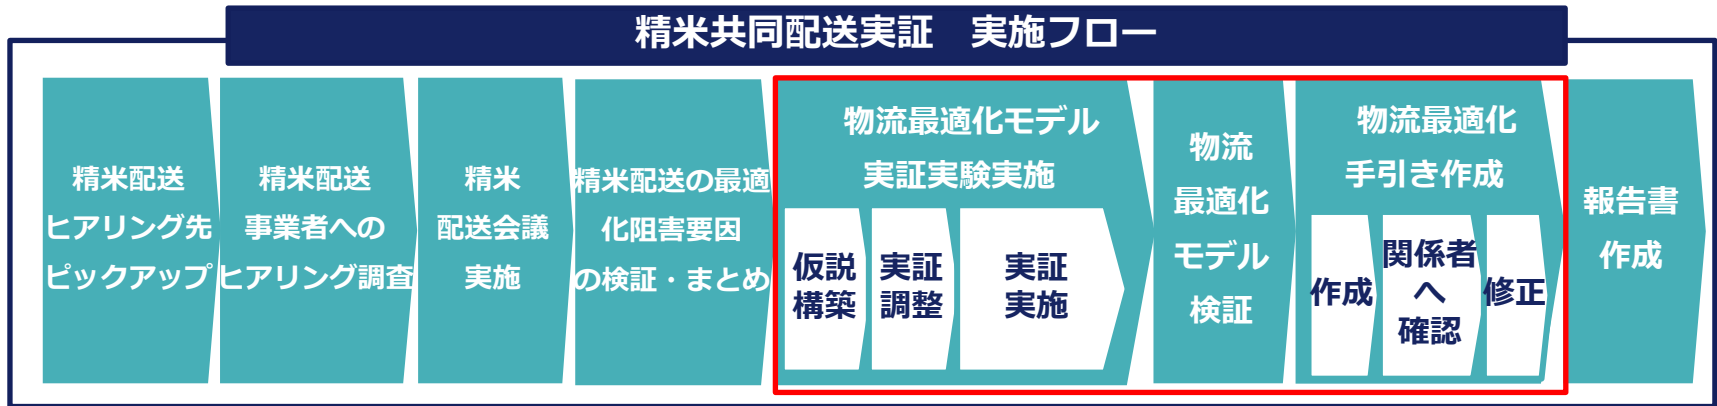 精米共同配送実証　実施フロー
精米配送
ヒアリング先
ピックアップ
精米配送
事業者への
ヒアリング調査
精米
配送会議
実施
精米配送の最適
化阻害要因
の検証・まとめ
物流最適化モデル
実証実験実施
仮説
構築
実証
調整
実証
実施
物流
最適化
モデル
検証
物流最適化
手引き作成
作成
関係者
へ
確認
修正
報告書
作成